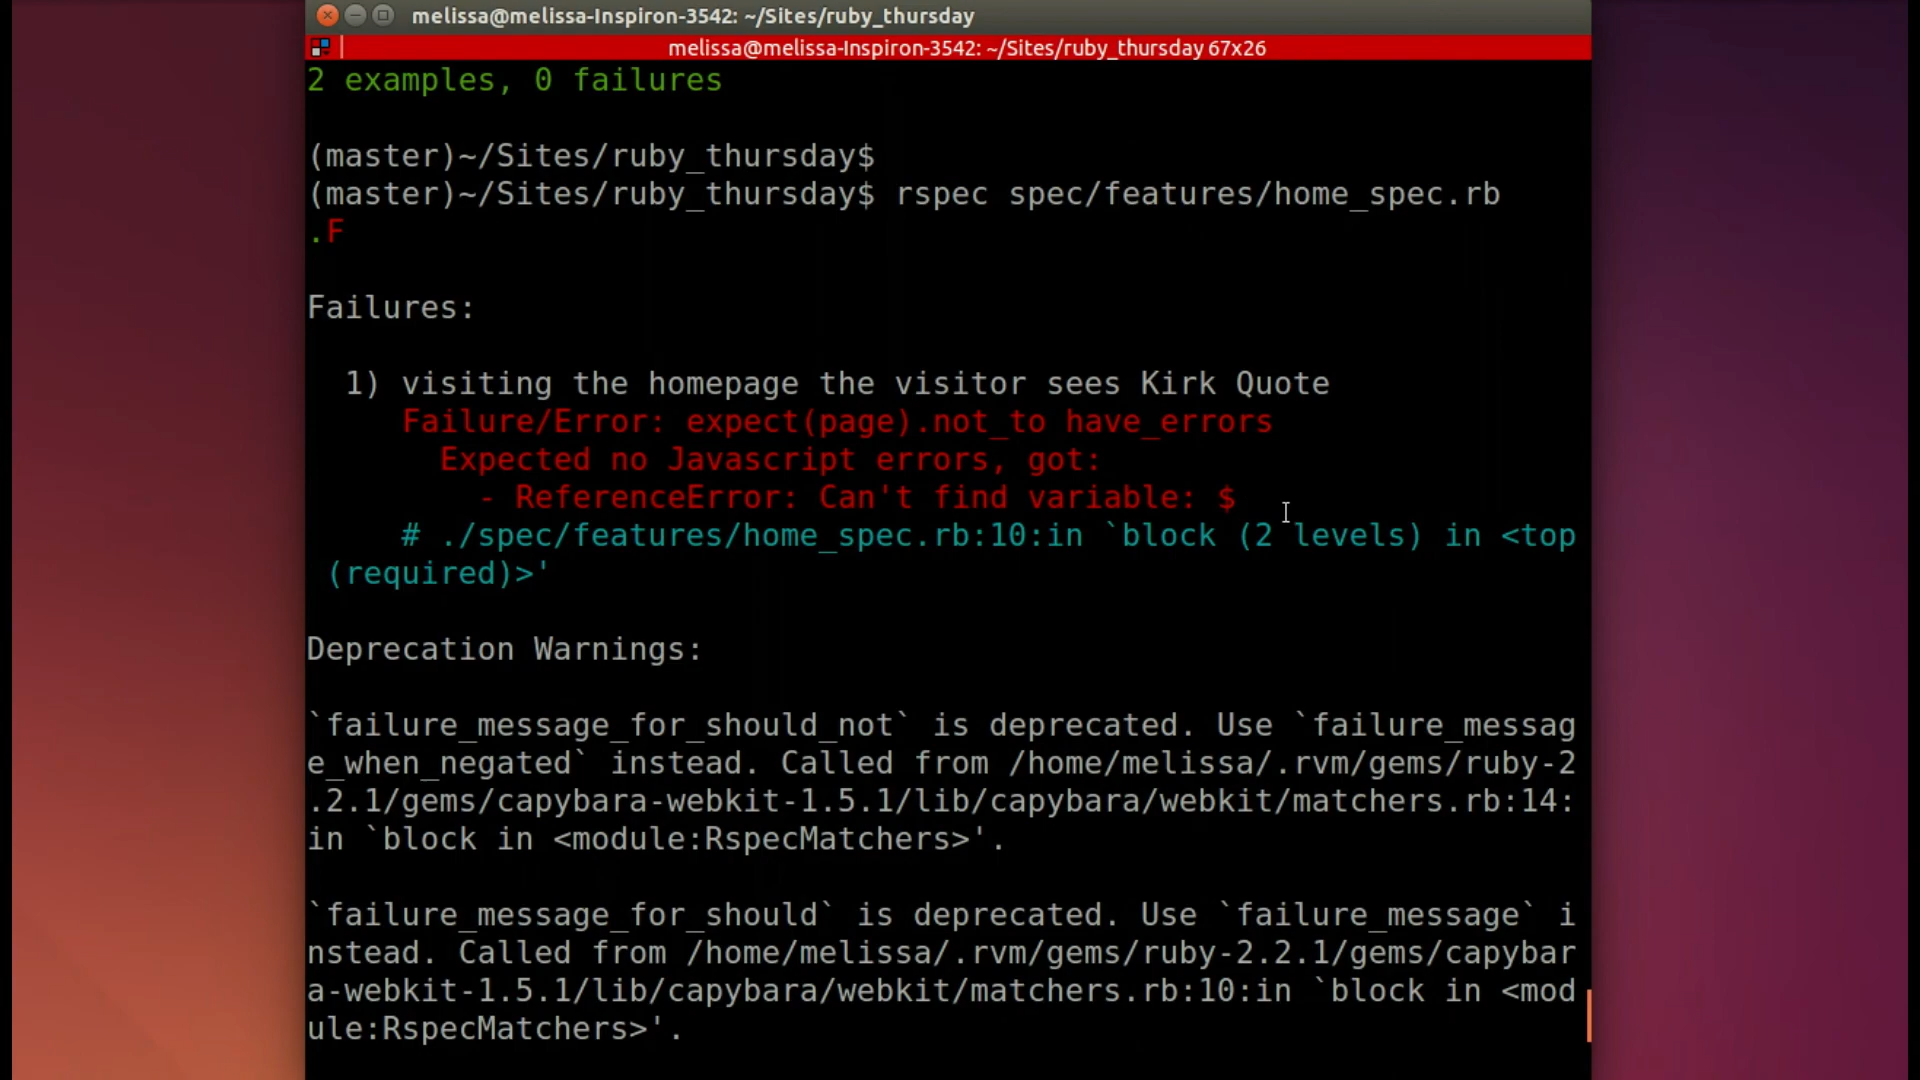 melissa@melissa-Inspiron-3542: ~/Sites/ruby_thursday
melissa@melissa-Inspiron-3542: ~/Sites/ruby_thursday 67x26
2 examples, 0 failures
(master)~/Sites/ruby_thursday$
(master)~/Sites/ruby_thursday$ rspec spec/features/home_spec.rb
.F
Failures:
1) visiting the homepage the visitor sees Kirk Quote
Failure/Error: expect(page).not_to have_errors
Expected no Javascript errors, got:
- ReferenceError: Can't find variable: $
# ./spec/features/home_spec.rb:10:in `block (2 levels) in <top
(required)>'
Deprecation Warnings:
`failure_message_for_should_not` is deprecated. Use `failure_messag
e_when_negated` instead. Called from /home/melissa/.rvm/gems/ruby-2
.2.1/gems/capybara-webkit-1.5.1/lib/capybara/webkit/matchers.rb:14:
in `block in <module:RspecMatchers>'.
`failure_message_for_should` is deprecated. Use `failure_message` i
nstead. Called from /home/melissa/.rvm/gems/ruby-2.2.1/gems/capybar
a-webkit-1.5.1/lib/capybara/webkit/matchers.rb:10:in `block in <mod
ule:RspecMatchers>'.